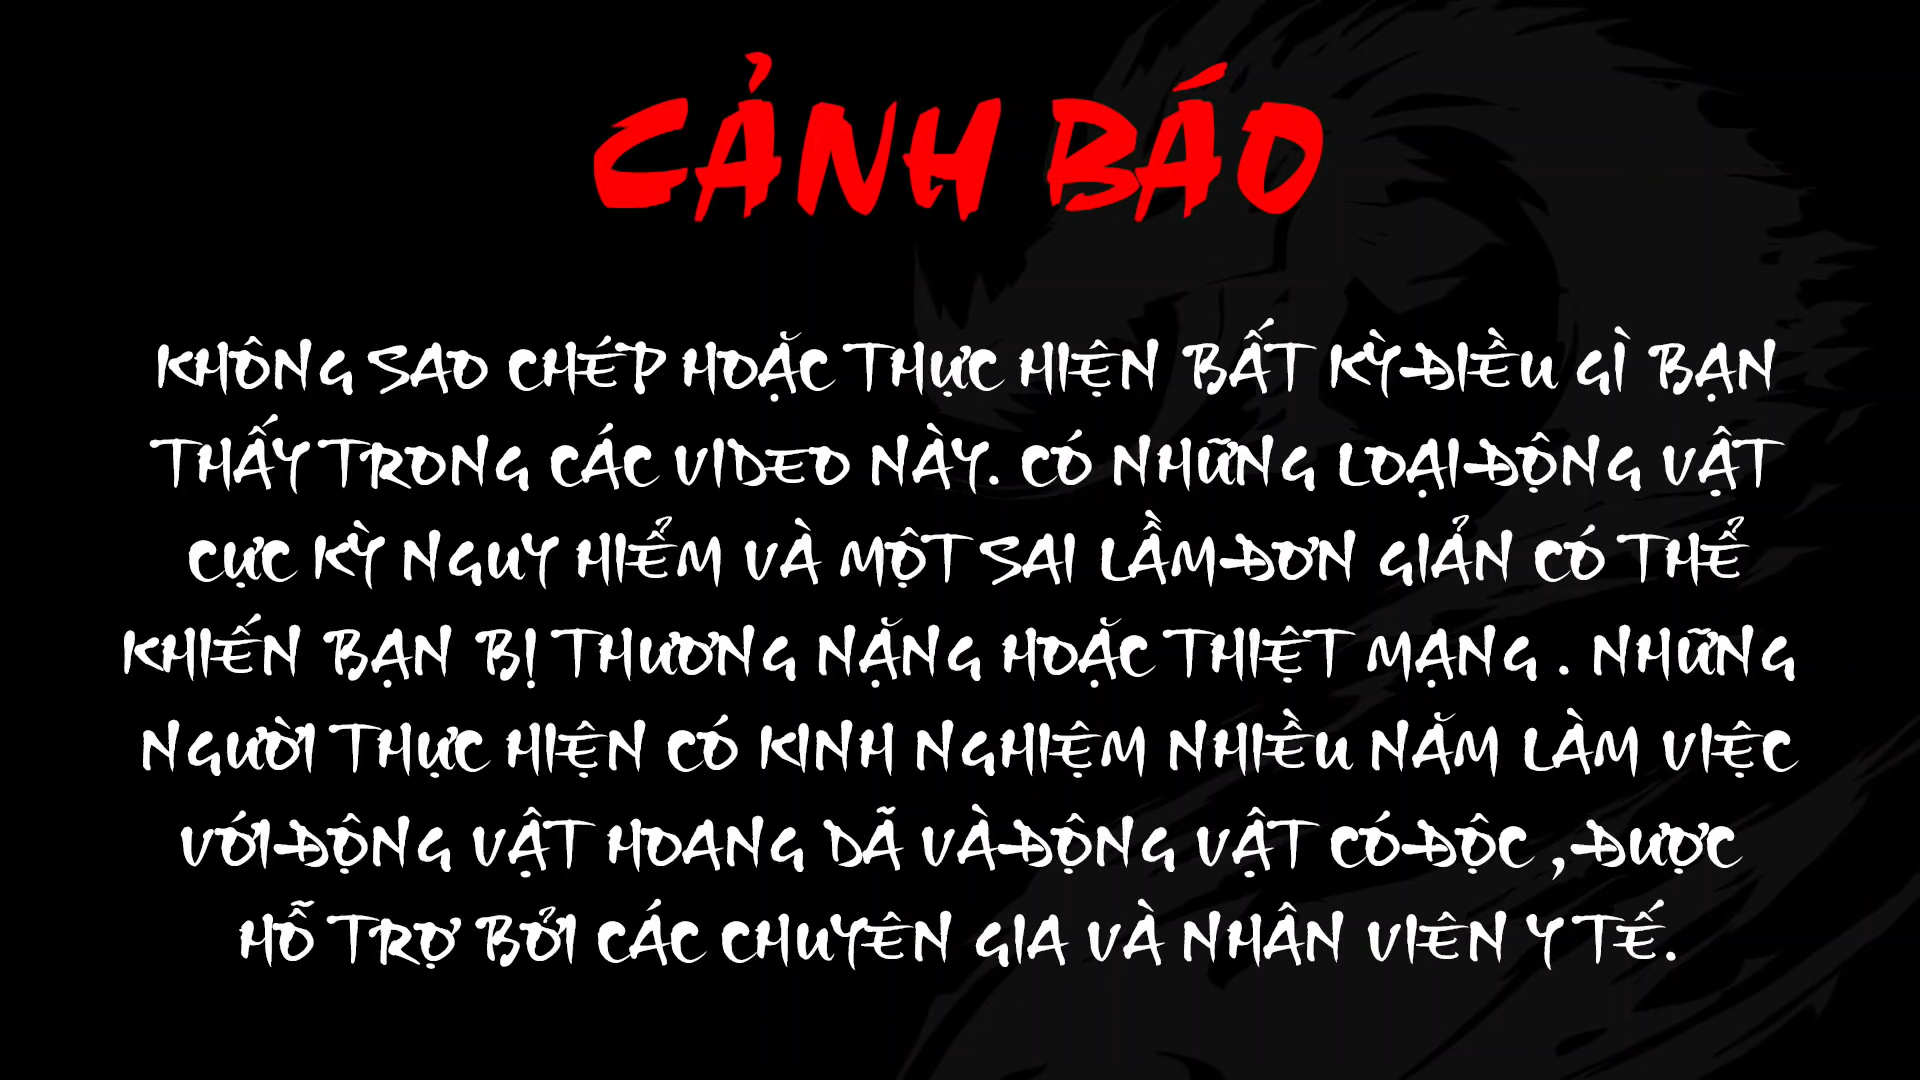 CẢNH BÁO
KHÔNG SAO CHÉP HOẶC THỰC HIỆN BẤT KỲ ĐIỀU GÌ BẠN
THẤY TRONG CÁC VIDEO NÀY. CÓ NHỮNG LOẠI ĐỘNG VẬT
CỰC KỲ NGUY HIỂM VÀ MỘT SAI LẦM ĐƠN GIẢN CÓ THỂ
KHIẾN BẠN BỊ THƯƠNG NẶNG HOẶC THIỆT MẠNG . NHỮNG
NGƯỜI THỰC HIỆN CÓ KINH NGHIỆM NHIỀU NĂM LÀM VIỆC
VỚI ĐỘNG VẬT HOANG DÃ VÀ ĐỘNG VẬT CÓ ĐỘC , ĐƯỢC
HỖ TRỢ BỞI CÁC CHUYÊN GIA VÀ NHÂN VIÊN Y TẾ.